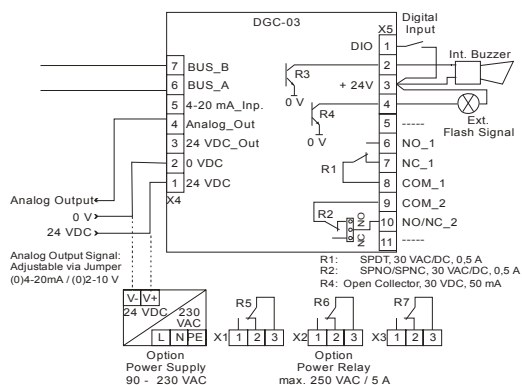 DGC-03
X5
Digital
Input
DIO 1
Int. Buzzer
R3
2
+ 24V 3
0 V
R4
4
Ext.
Flash Signal
0 V
5 -----
6 NO_1
R1
7 NC_1
8 COM_1
9 COM_2
R2
NO
NC
10 NO/NC_2
11 -----
7 BUS_B
6 BUS_A
5 4-20 mA_Inp.
4 Analog_Out
3 24 VDC_Out
2 0 VDC
1 24 VDC
X4
Analog Output
0 V
24 VDC
Analog Output Signal:
Adjustable via Jumper
(0)4-20mA / (0)2-10 V
R1: SPDT, 30 VAC/DC, 0,5 A
R2: SPNO/SPNC, 30 VAC/DC, 0,5 A
R4: Open Collector, 30 VDC, 50 mA
V- V+
24 VDC
230
VAC
L N PE
R5
X1 1 2 3
R6
X2 1 2 3
R7
X3 1 2 3
Option
Power Supply
90 - 230 VAC
Option
Power Relay
max. 250 VAC / 5 A